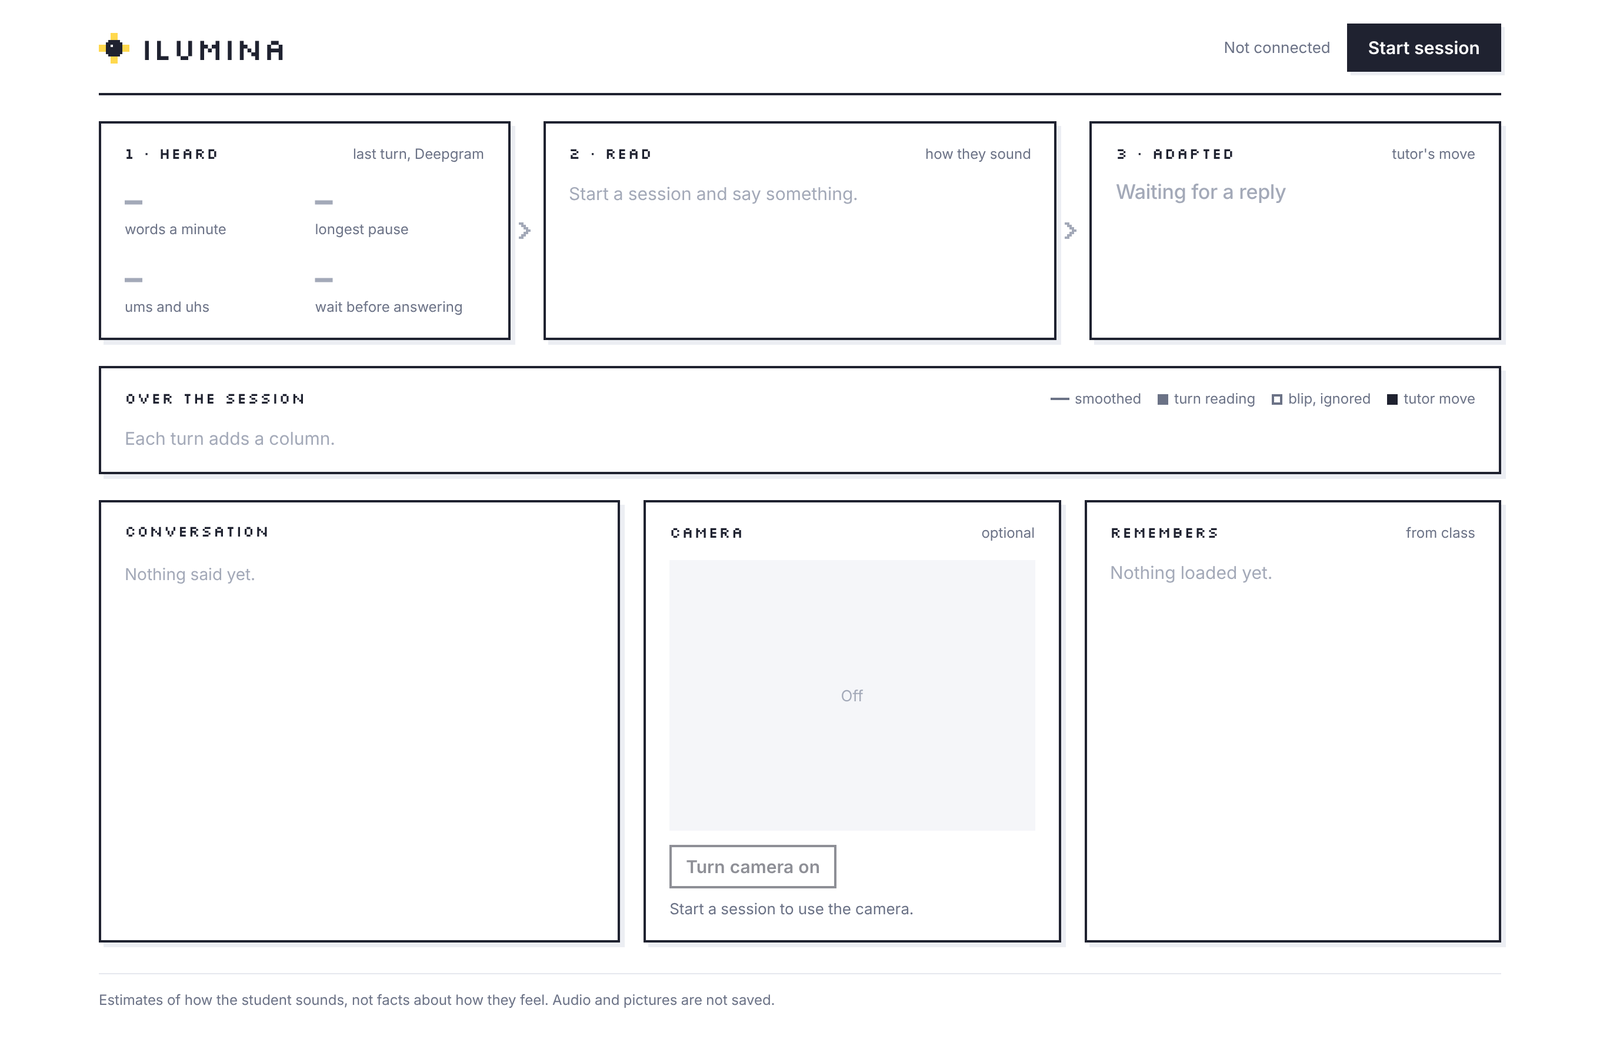 ILUMINA
Not connected
Start session
1 · HEARD
last turn, Deepgram
–
words a minute
–
longest pause
–
ums and uhs
–
wait before answering
2 · READ
how they sound
Start a session and say something.
3 · ADAPTED
tutor's move
Waiting for a reply
OVER THE SESSION
smoothed
turn reading
blip, ignored
tutor move
Each turn adds a column.
CONVERSATION
Nothing said yet.
CAMERA
optional
Off
Turn camera on
Start a session to use the camera.
REMEMBERS
from class
Nothing loaded yet.
Estimates of how the student sounds, not facts about how they feel. Audio and pictures are not saved.